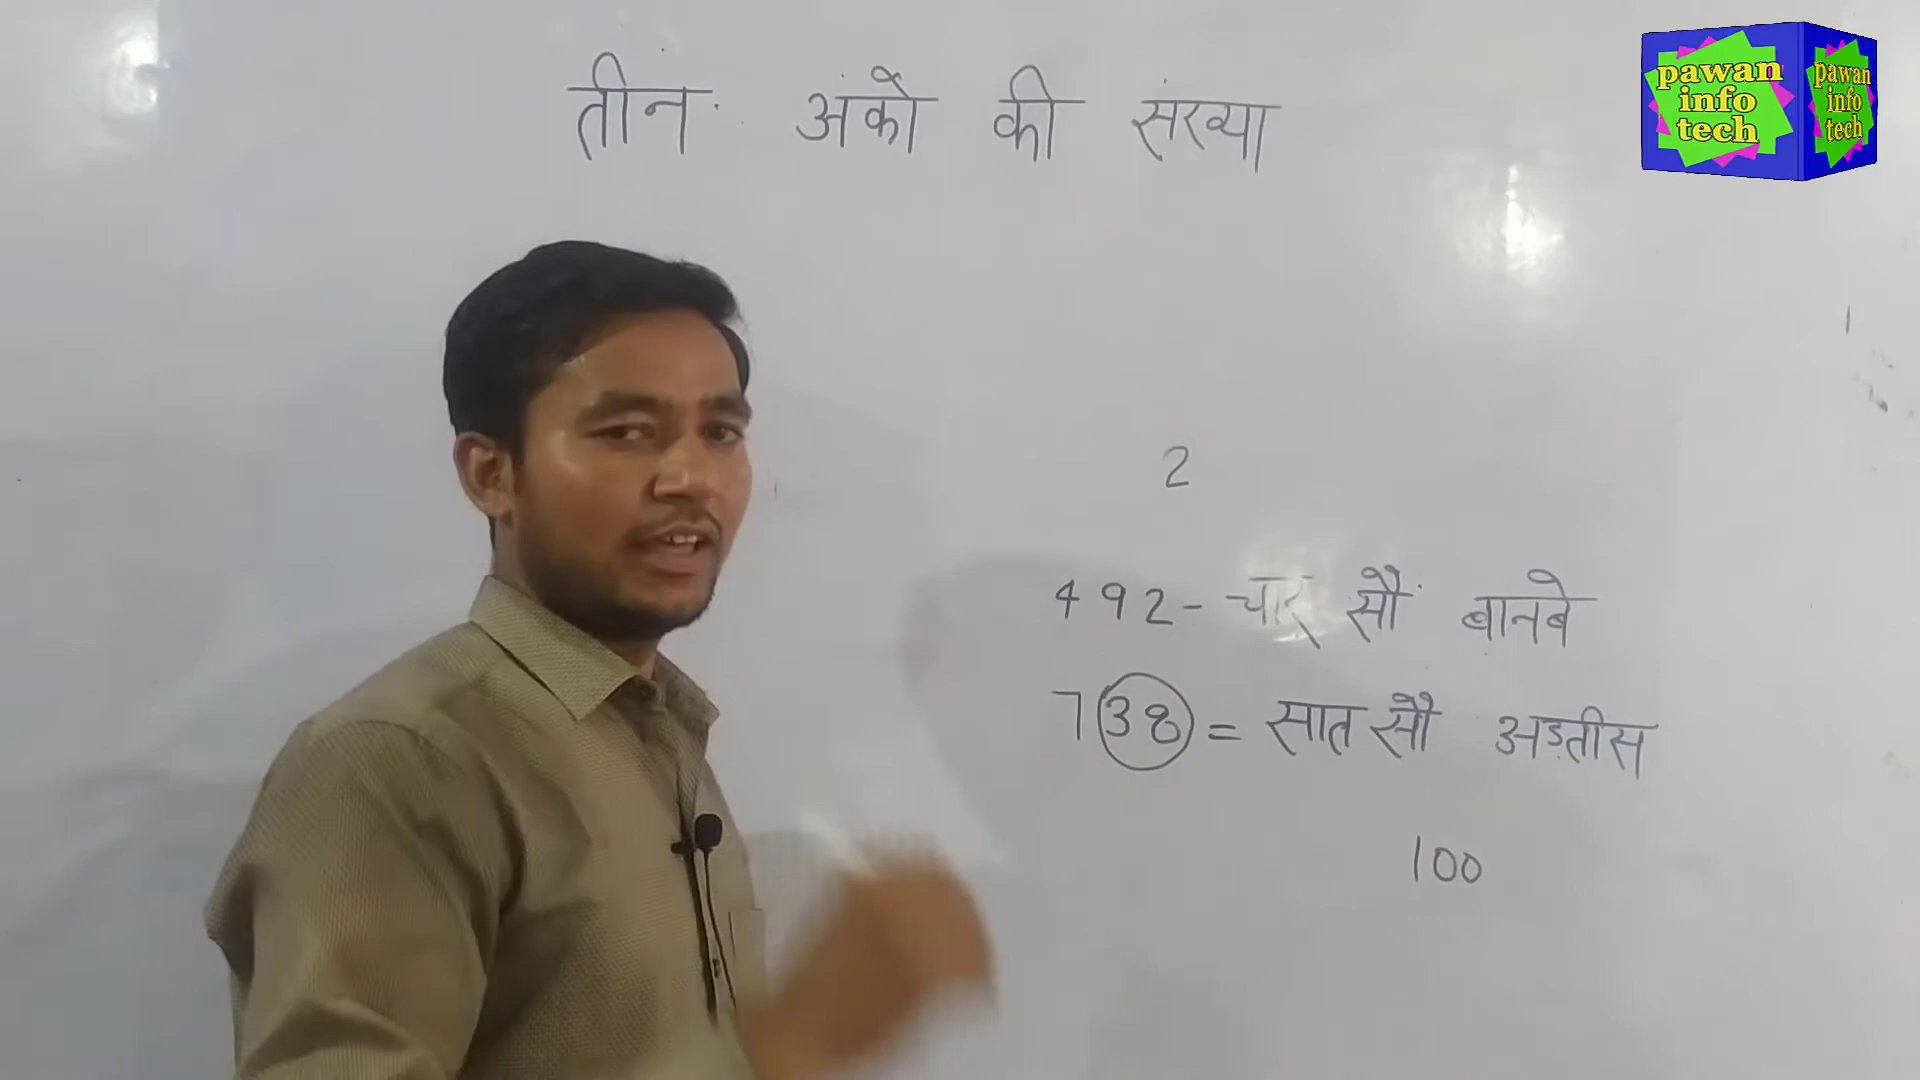 तीन अंको की संख्या
pawan
info
tech
pawan
info
tech
2
492- चार सौ बानबे
738 = सात सौ अड़तीस
100